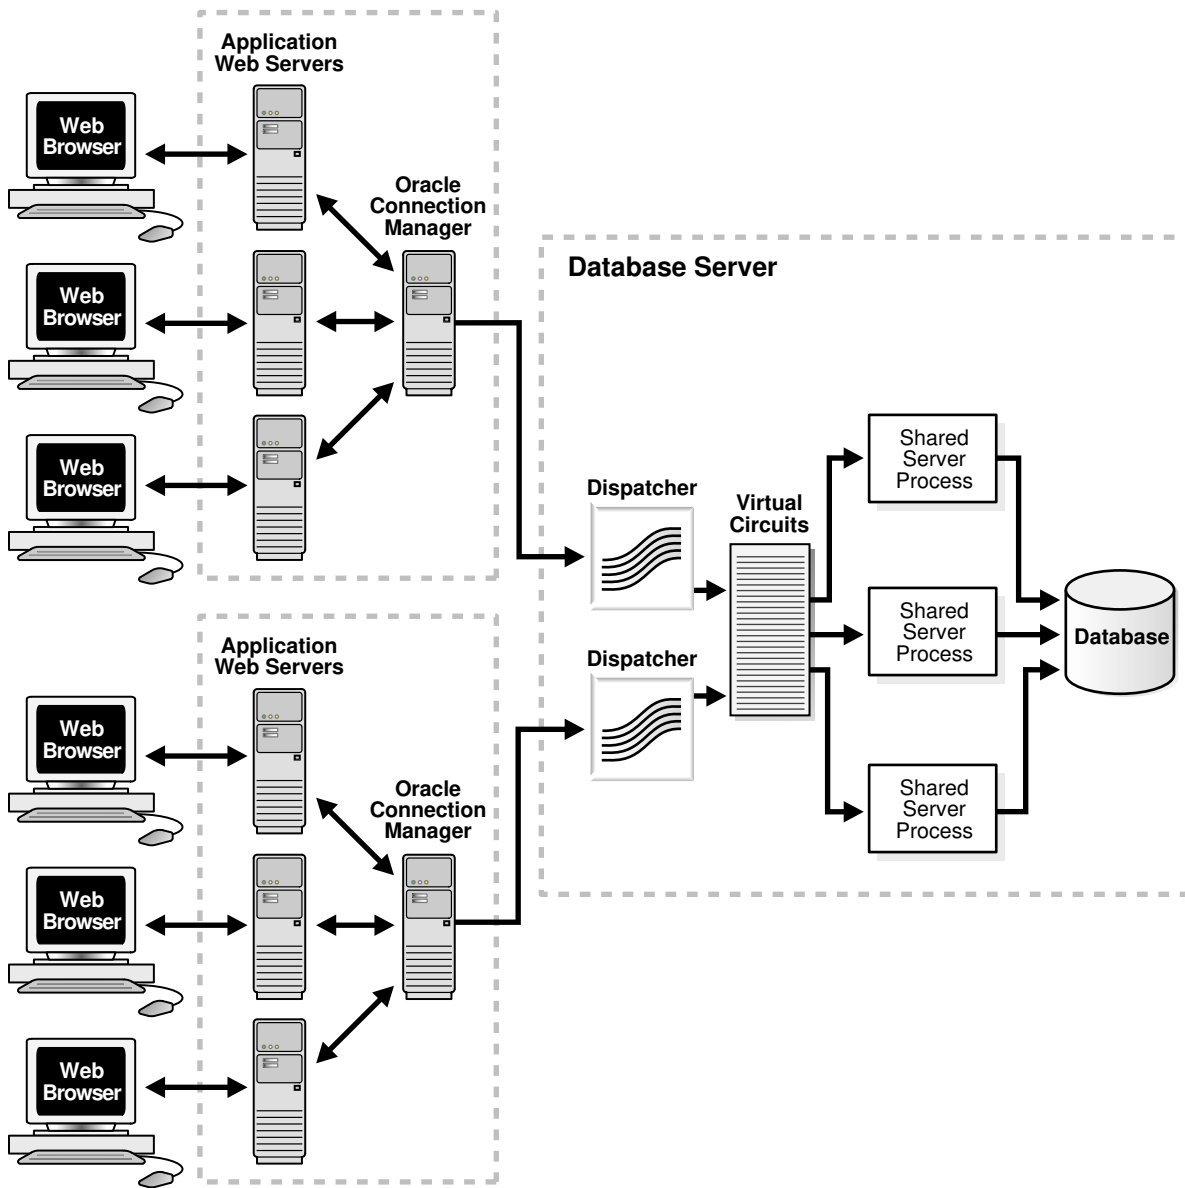 Application
Web Servers
Web
Browser
Oracle
Connection
Manager
Web
Browser
Web
Browser
Database Server
Dispatcher
Virtual
Circuits
Shared
Server
Process
Shared
Server
Process
Database
Dispatcher
Shared
Server
Process
Application
Web Servers
Web
Browser
Oracle
Connection
Manager
Web
Browser
Web
Browser